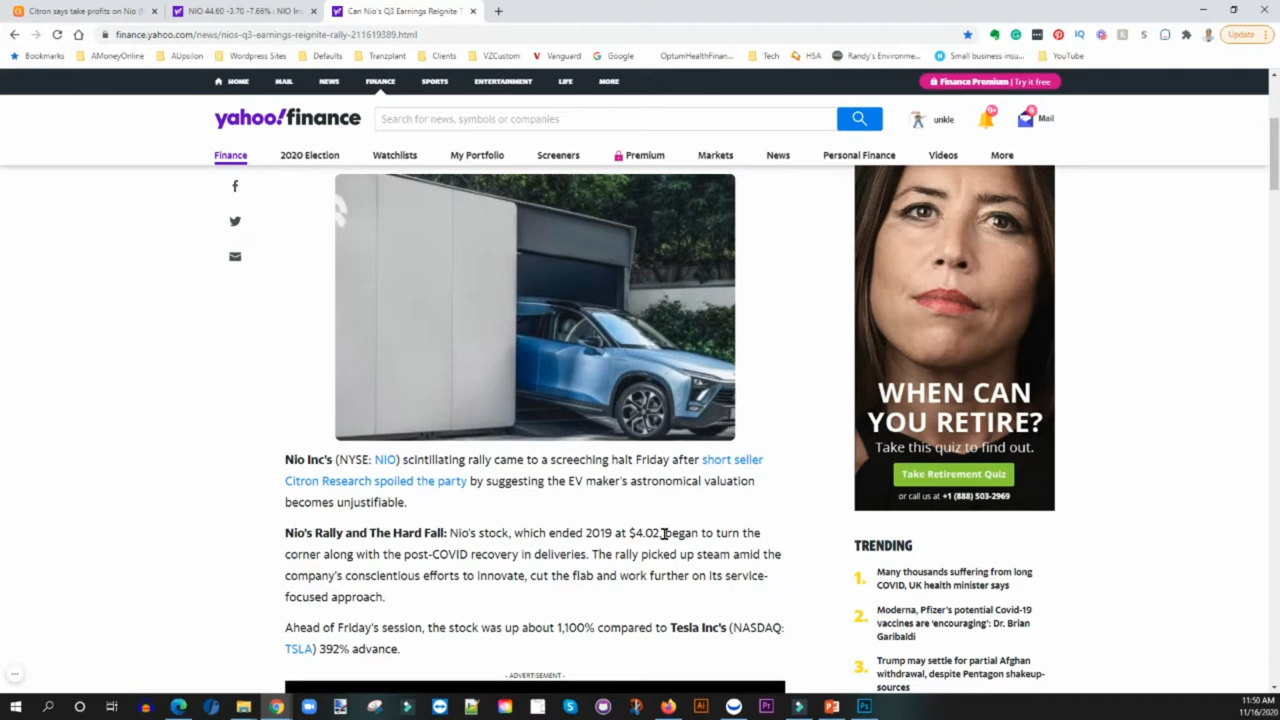 Citron says take profits on Nio (N
NIO 44.60 -3.70 -7.66% : NIO Inc
Can Nio's Q3 Earnings Reignite T
finance.yahoo.com/news/nios-q3-earnings-reignite-rally-211619389.html
Update
Bookmarks AMoneyOnline AUpsilon Wordpress Sites Defaults Tranzplant Clients VZCustom Vanguard Google OptumHealthFinan... Tech HSA Randy's Environme... Small business insu... YouTube
HOME MAIL NEWS FINANCE SPORTS ENTERTAINMENT LIFE MORE
Finance Premium | Try it free
yahoo!finance
Search for news, symbols or companies
unkle
9+
6
Mail
Finance 2020 Election Watchlists My Portfolio Screeners Premium Markets News Personal Finance Videos More
Nio Inc's (NYSE: NIO) scintillating rally came to a screeching halt Friday after short seller
Citron Research spoiled the party by suggesting the EV maker's astronomical valuation
becomes unjustifiable.
Nio's Rally and The Hard Fall: Nio's stock, which ended 2019 at $4.02, began to turn the
corner along with the post-COVID recovery in deliveries. The rally picked up steam amid the
company's conscientious efforts to innovate, cut the flab and work further on its service-
focused approach.
Ahead of Friday's session, the stock was up about 1,100% compared to Tesla Inc's (NASDAQ:
TSLA) 392% advance.
- ADVERTISEMENT -
WHEN CAN
YOU RETIRE?
Take this quiz to find out.
Take Retirement Quiz
or call us at +1 (888) 503-2969
TRENDING
1. Many thousands suffering from long
COVID, UK health minister says
2. Moderna, Pfizer's potential Covid-19
vaccines are 'encouraging': Dr. Brian
Garibaldi
3. Trump may settle for partial Afghan
withdrawal, despite Pentagon shakeup-
sources
11:50 AM
11/16/2020